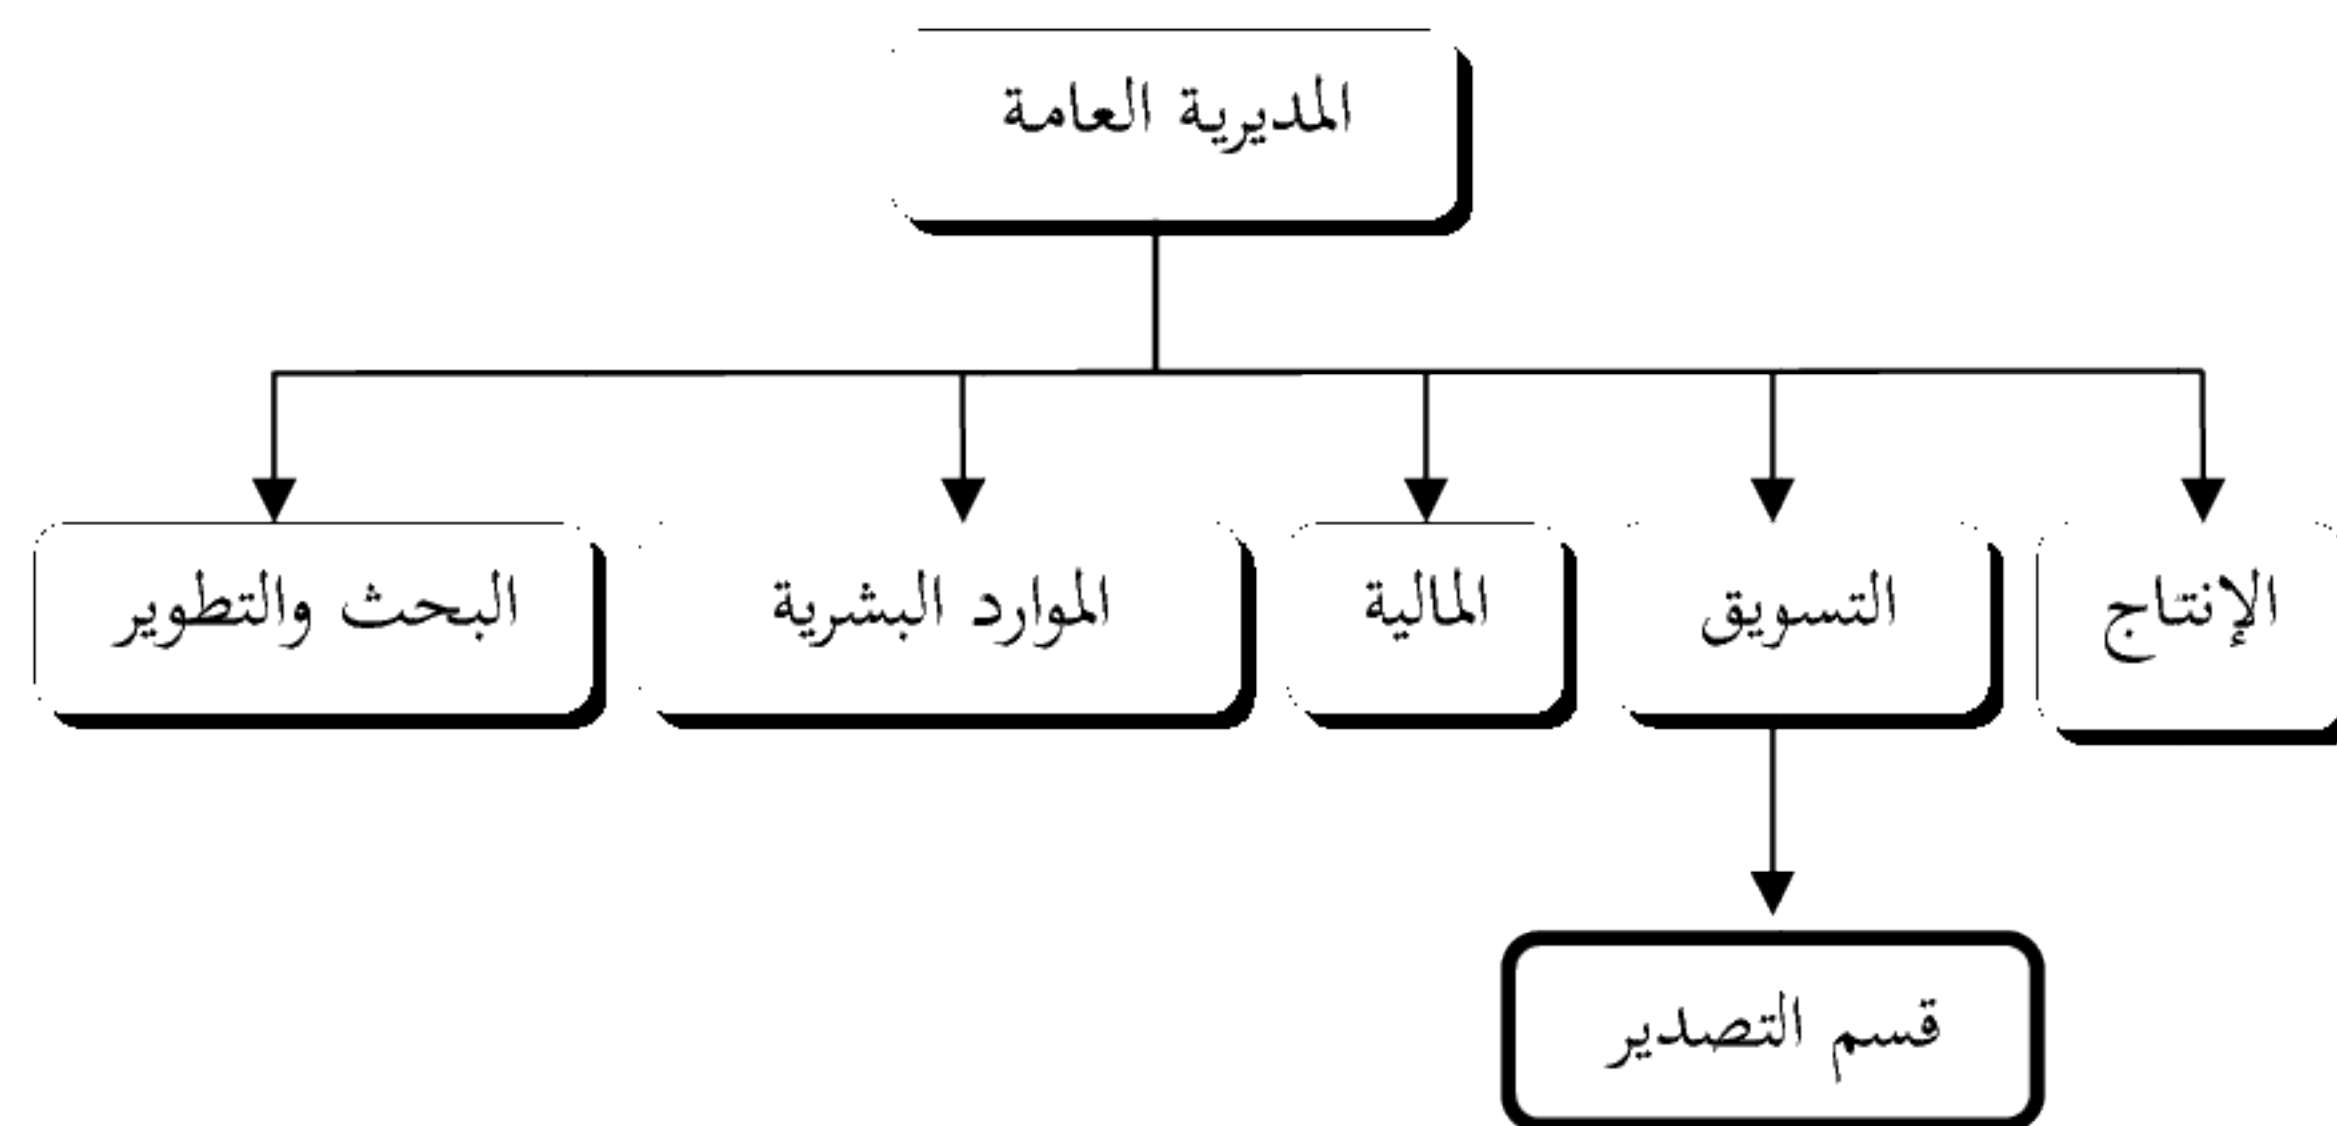 المديرية العامة
الإنتاج
التسويق
المالية
الموارد البشرية
البحث والتطوير
قسم التصدير